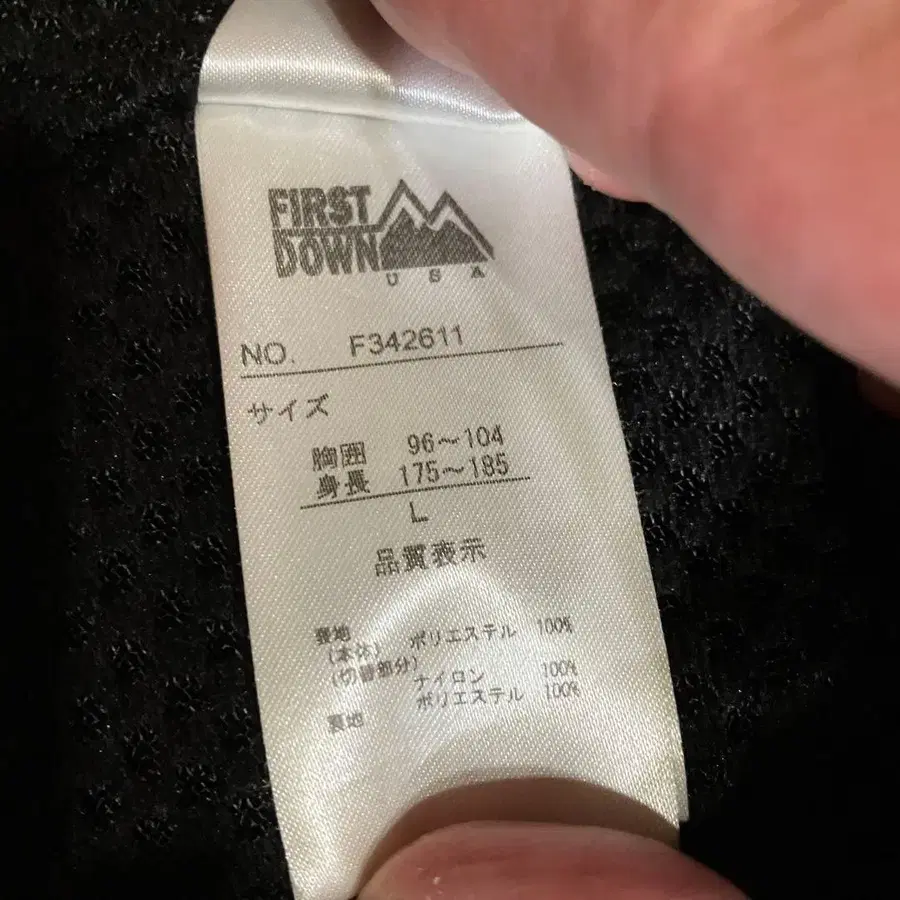 FIRST
DOWN
USA
NO. F342611
サイズ
胸囲 96〜104
身長 175〜185
L
品質表示
表地
(本体) ポリエステル 100%
(切替部分) ナイロン 100%
裏地 ポリエステル 100%